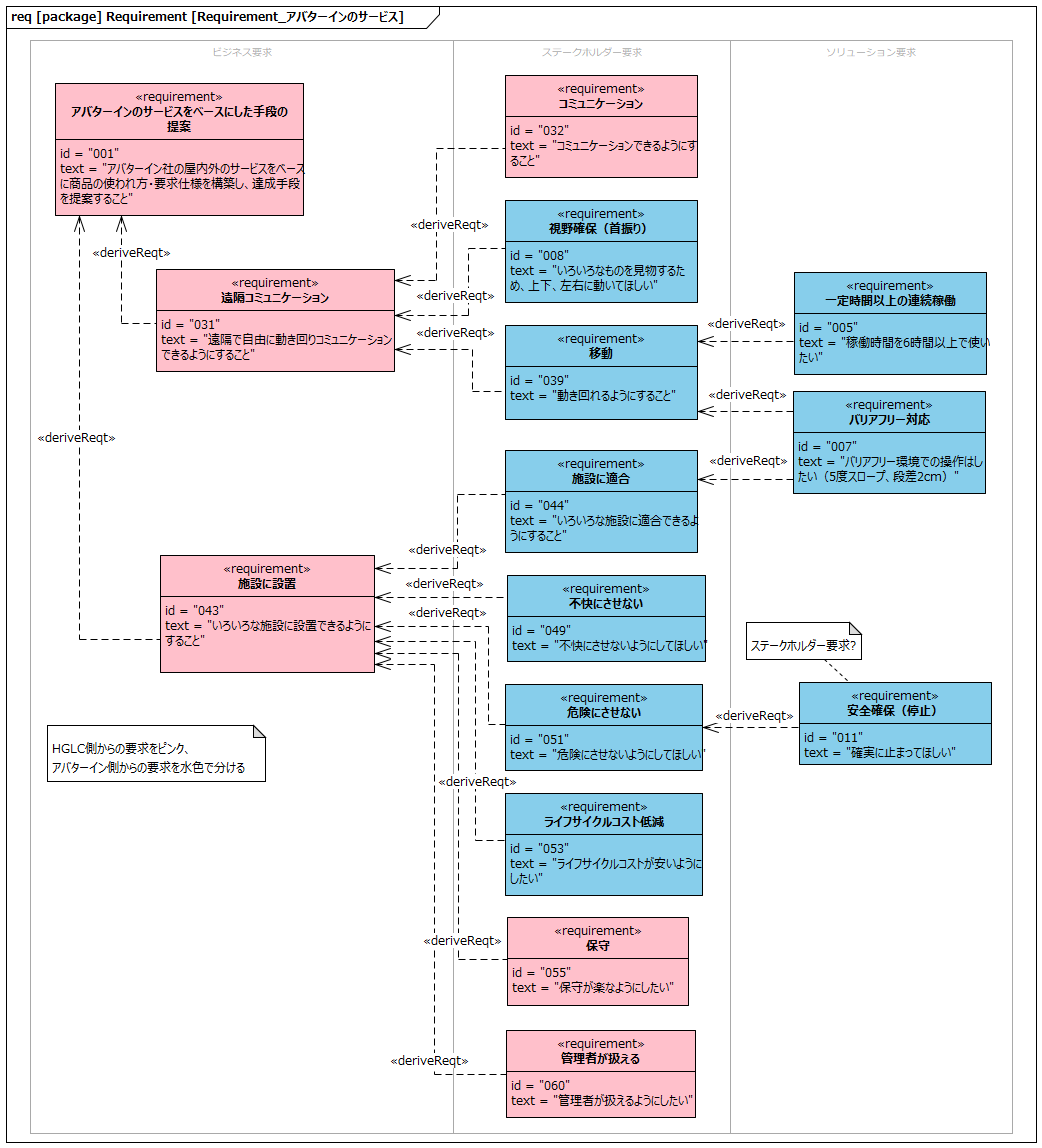 req [package] Requirement [Requirement_アバターインのサービス]
ビジネス要求
ステークホルダー要求
ソリューション要求
«requirement»
アバターインのサービスをベースにした手段の
提案
id = "001"
text = "アバターイン社の屋内外のサービスをベース
に商品の使われ方・要求仕様を構築し、達成手段
を提案すること"
«deriveReqt»
«requirement»
遠隔コミュニケーション
id = "031"
text = "遠隔で自由に動き回りコミュニケーション
できるようにすること"
«deriveReqt»
«requirement»
施設に設置
id = "043"
text = "いろいろな施設に設置できるように
すること"
HGLC側からの要求をピンク、
アバターイン側からの要求を水色で分ける
«requirement»
コミュニケーション
id = "032"
text = "コミュニケーションできるようにす
ること"
«deriveReqt»
«requirement»
視野確保（首振り）
id = "008"
text = "いろいろなものを見物するた
め、上下、左右に動いてほしい"
«deriveReqt»
«deriveReqt»
«requirement»
移動
id = "039"
text = "動き回れるようにすること"
«requirement»
施設に適合
id = "044"
text = "いろいろな施設に適合できるよ
うにすること"
«deriveReqt»
«deriveReqt»
«requirement»
不快にさせない
id = "049"
text = "不快にさせないようにしてほしい"
«deriveReqt»
«requirement»
危険にさせない
id = "051"
text = "危険にさせないようにしてほしい"
«deriveReqt»
«requirement»
ライフサイクルコスト低減
id = "053"
text = "ライフサイクルコストが安いように
したい"
«deriveReqt»
«requirement»
保守
id = "055"
text = "保守が楽なようにしたい"
«deriveReqt»
«requirement»
管理者が扱える
id = "060"
text = "管理者が扱えるようにしたい"
«requirement»
一定時間以上の連続稼働
id = "005"
text = "稼働時間を6時間以上で使い
たい"
«deriveReqt»
«deriveReqt»
«requirement»
バリアフリー対応
id = "007"
text = "バリアフリー環境での操作はし
たい（5度スロープ、段差2cm）"
«deriveReqt»
ステークホルダー要求?
«requirement»
安全確保（停止）
id = "011"
text = "確実に止まってほしい"
«deriveReqt»